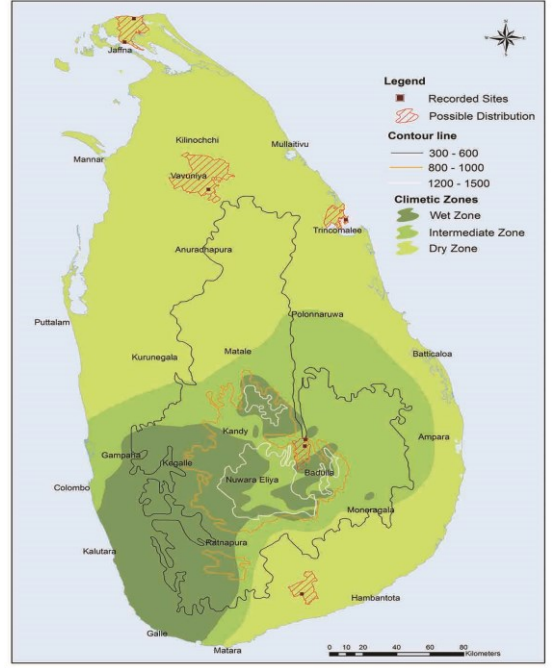 Jaffna
Legend
Recorded Sites
Possible Distribution
Contour line
300 - 600
800 - 1000
1200 - 1500
Climetic Zones
Wet Zone
Intermediate Zone
Dry Zone
Kilinochchi
Mullaitivu
Mannar
Vavuniya
Trincomalee
Anuradhapura
Polonnaruwa
Puttalam
Kurunegala
Matale
Batticaloa
Kandy
Ampara
Gampaha
Kegalle
Badulla
Nuwara Eliya
Colombo
Moneragala
Ratnapura
Kalutara
Hambantota
Galle
Matara
0 10 20 40 60 80
Kilometers